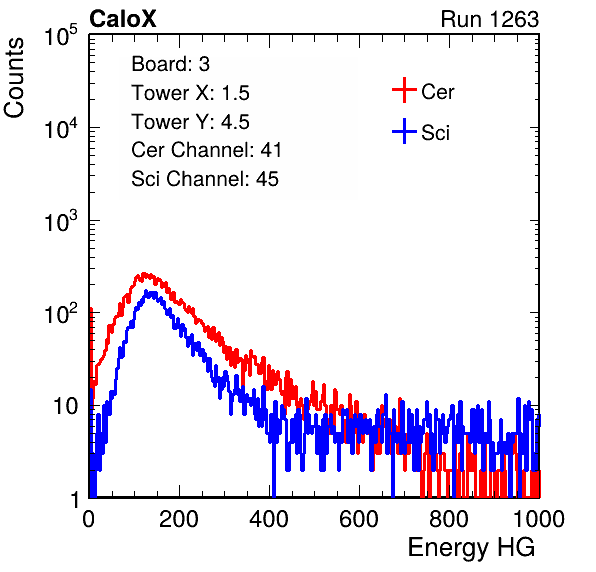 CaloX Run 1263
Counts
10^5
10^4
10^3
10^2
10
1
Board: 3
Tower X: 1.5
Tower Y: 4.5
Cer Channel: 41
Sci Channel: 45
Cer
Sci
0 200 400 600 800 1000
Energy HG